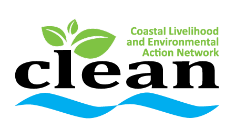 Coastal Livelihood
and Environmental
Action Network
clean